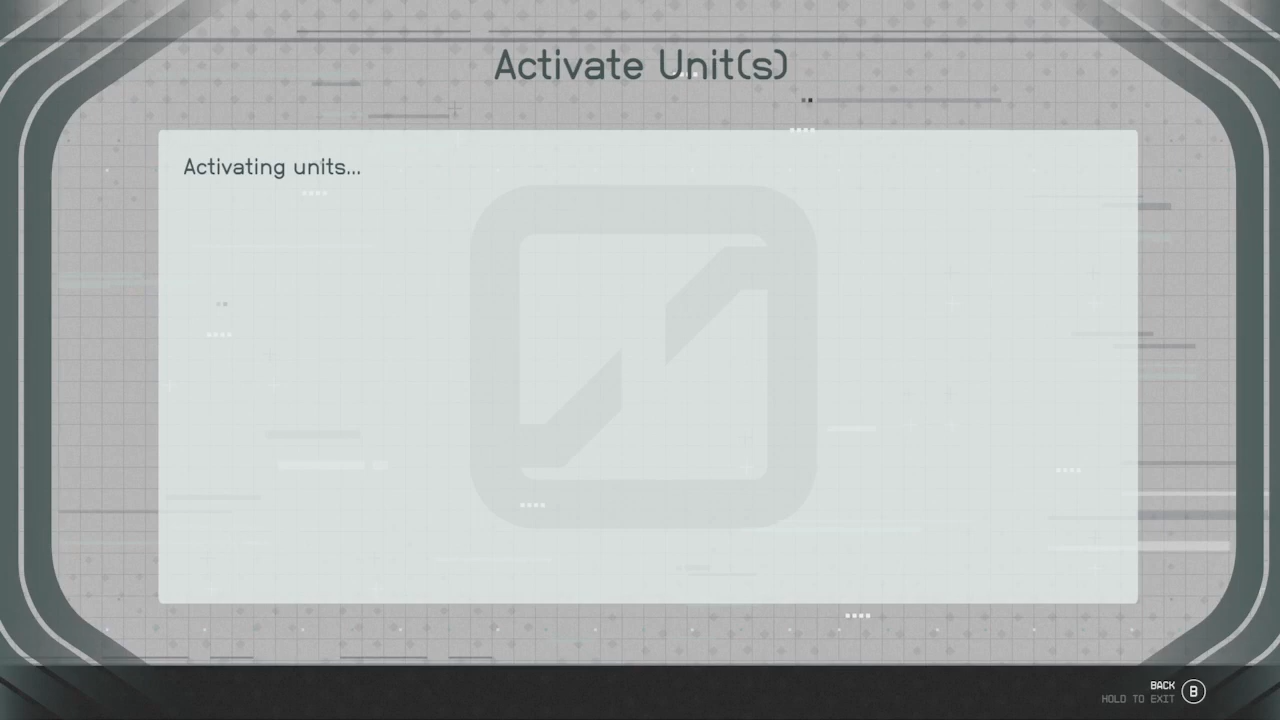 Activate Unit(s)
Activating units...
BACK
HOLD TO EXIT
B